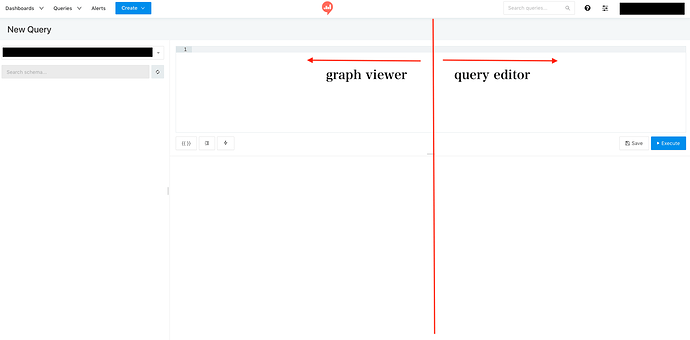 Dashboards Queries Alerts Create Search queries...
New Query
Search schema...
1
graph viewer query editor
{{ }} Save Execute